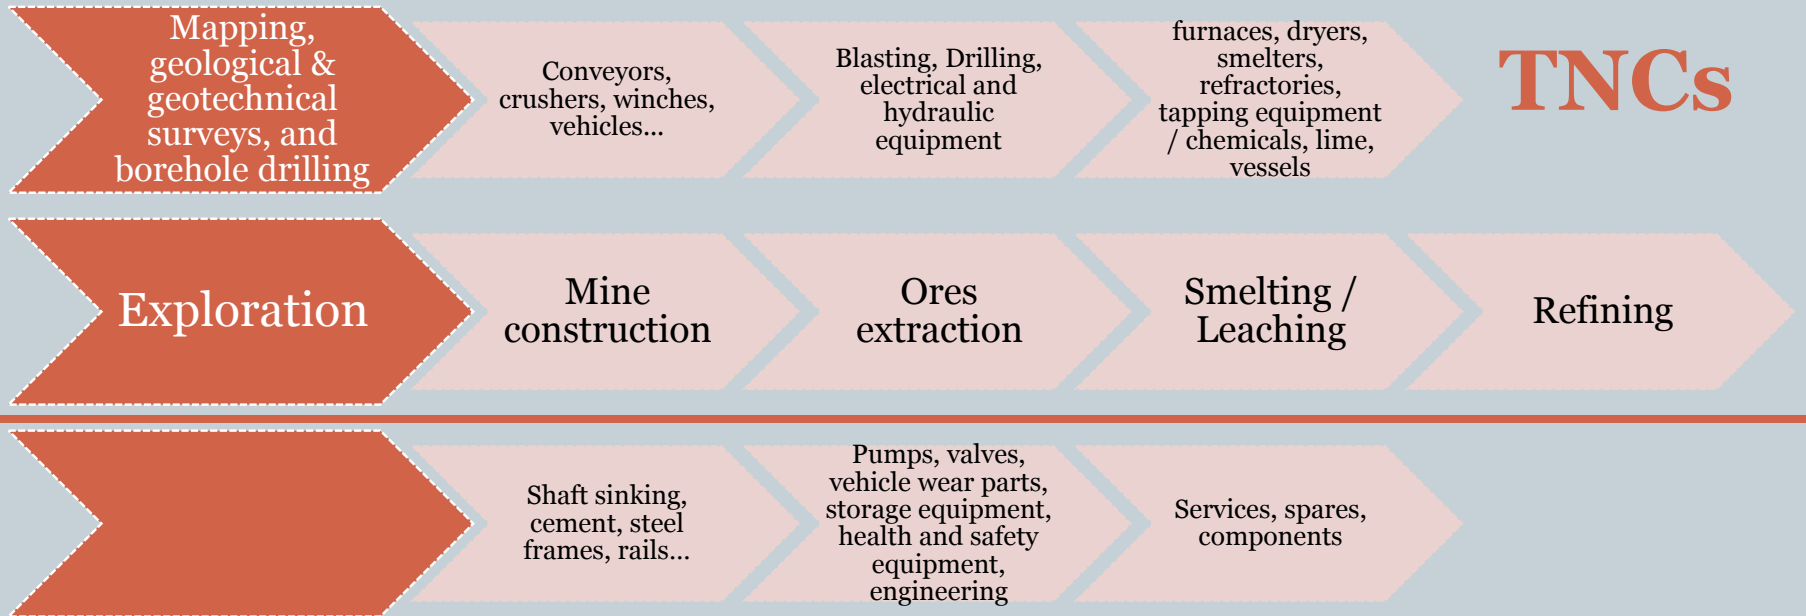 Mapping,
geological &
geotechnical
surveys, and
borehole drilling
Conveyors,
crushers, winches,
vehicles...
Blasting, Drilling,
electrical and
hydraulic
equipment
furnaces, dryers,
smelters,
refractories,
tapping equipment
/ chemicals, lime,
vessels
TNCs
Exploration
Mine
construction
Ores
extraction
Smelting /
Leaching
Refining
Shaft sinking,
cement, steel
frames, rails...
Pumps, valves,
vehicle wear parts,
storage equipment,
health and safety
equipment,
engineering
Services, spares,
components